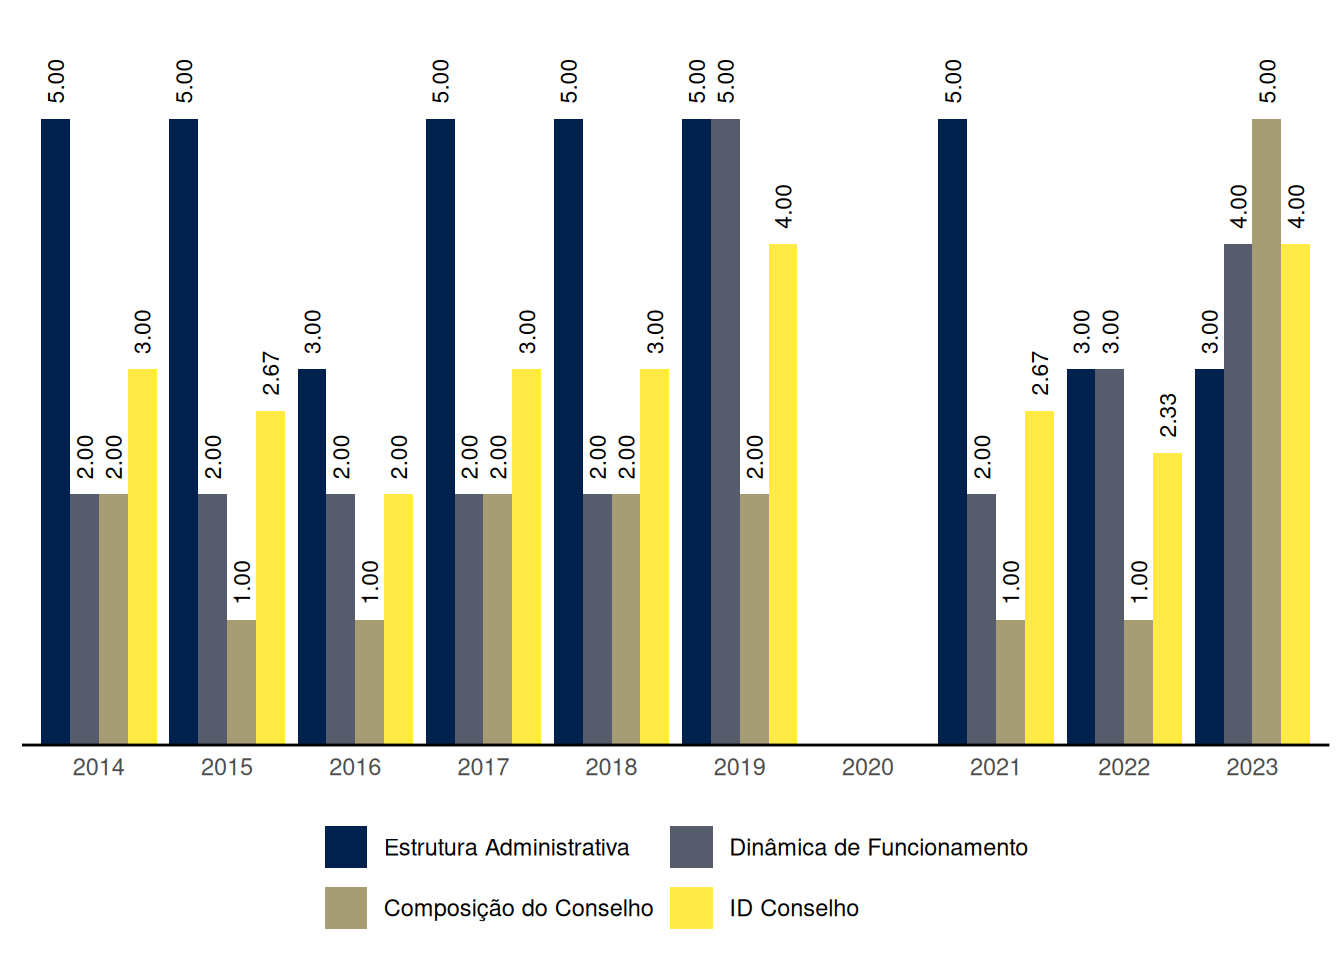 5.00 2.00 2.00 3.00 5.00 2.00 1.00 2.67 3.00 2.00 1.00 2.00 5.00 2.00 2.00 3.00 5.00 2.00 2.00 3.00 5.00 5.00 2.00 4.00 5.00 2.00 1.00 2.67 3.00 3.00 1.00 2.33 3.00 4.00 5.00 4.00
2014 2015 2016 2017 2018 2019 2020 2021 2022 2023
Estrutura Administrativa Dinâmica de Funcionamento
Composição do Conselho ID Conselho